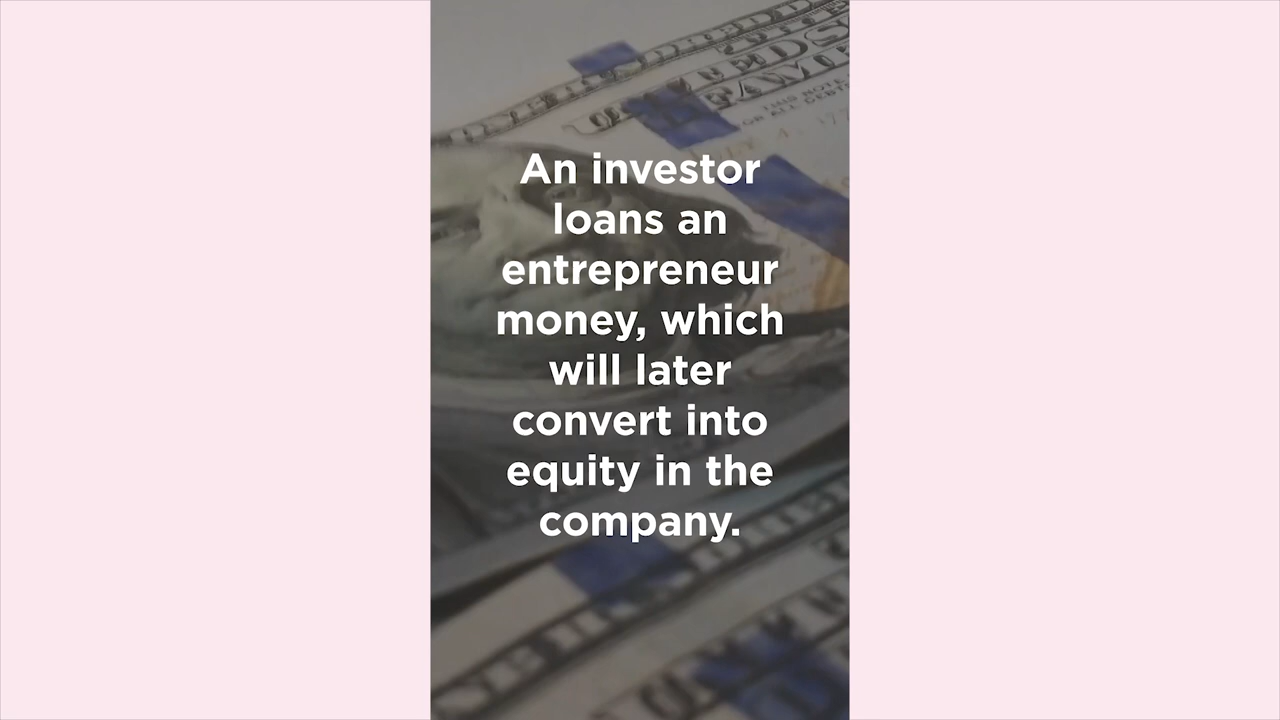 An investor
loans an
entrepreneur
money, which
will later
convert into
equity in the
company.